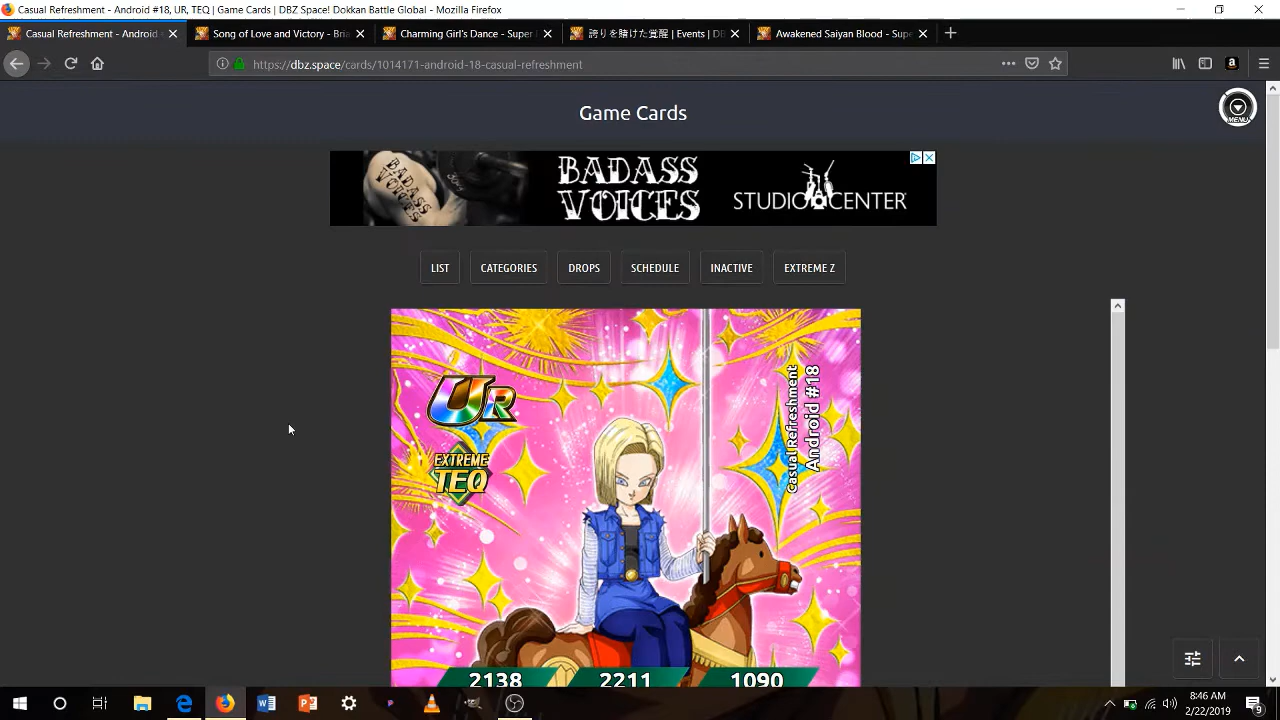 Casual Refreshment - Android #18, UR, TEQ | Game Cards | DBZ Space! Dokkan Battle Global - Mozilla Firefox
Casual Refreshment - Android
Song of Love and Victory - Bria
Charming Girl's Dance - Super
誇りを賭けた覚醒 | Events | DB
Awakened Saiyan Blood - Supe
https://dbz.space/cards/1014171-android-18-casual-refreshment
Game Cards
MENU
BADASS VOICES
BADASS
VOICES
STUDIO CENTER
LIST
CATEGORIES
DROPS
SCHEDULE
INACTIVE
EXTREME Z
UR
EXTREME
TEQ
Casual Refreshment
Android #18
2138
2211
1090
8:46 AM
2/22/2019
9